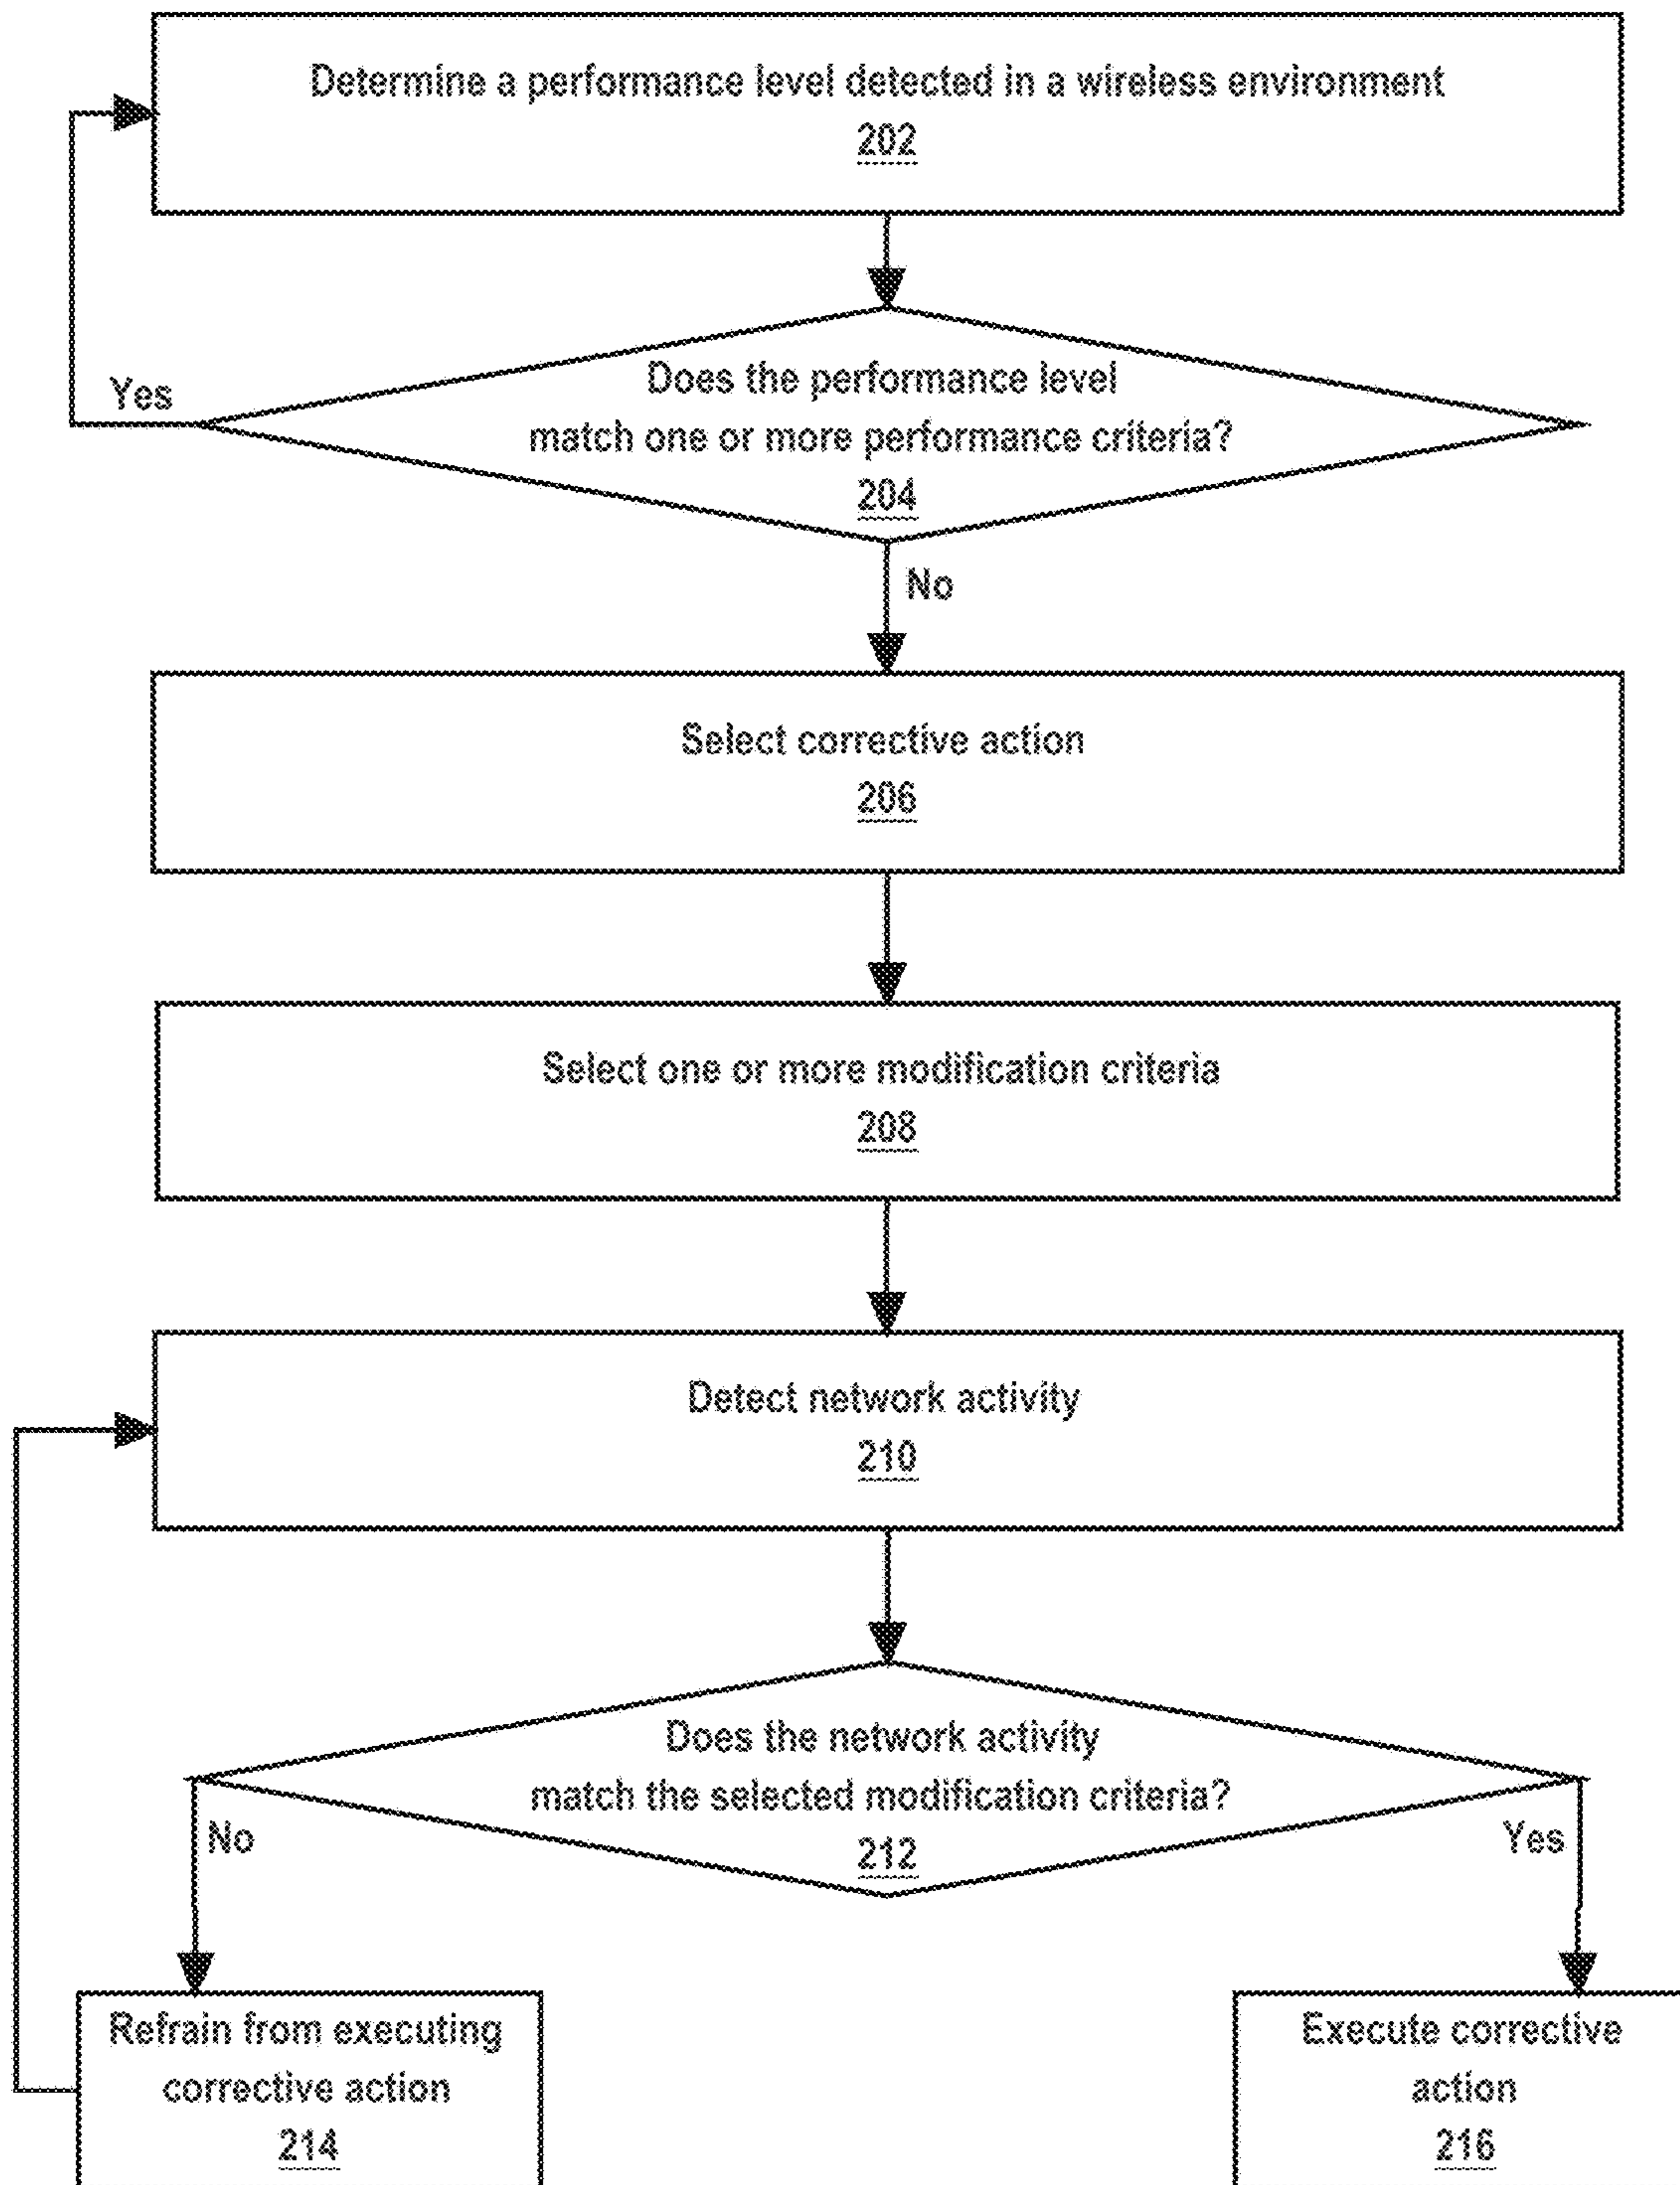 Determine a performance level detected in a wireless environment
202
Does the performance level
match one or more performance criteria?
204
Yes
No
Select corrective action
206
Select one or more modification criteria
208
Detect network activity
210
Does the network activity
match the selected modification criteria?
212
No
Yes
Refrain from executing
corrective action
214
Execute corrective
action
216